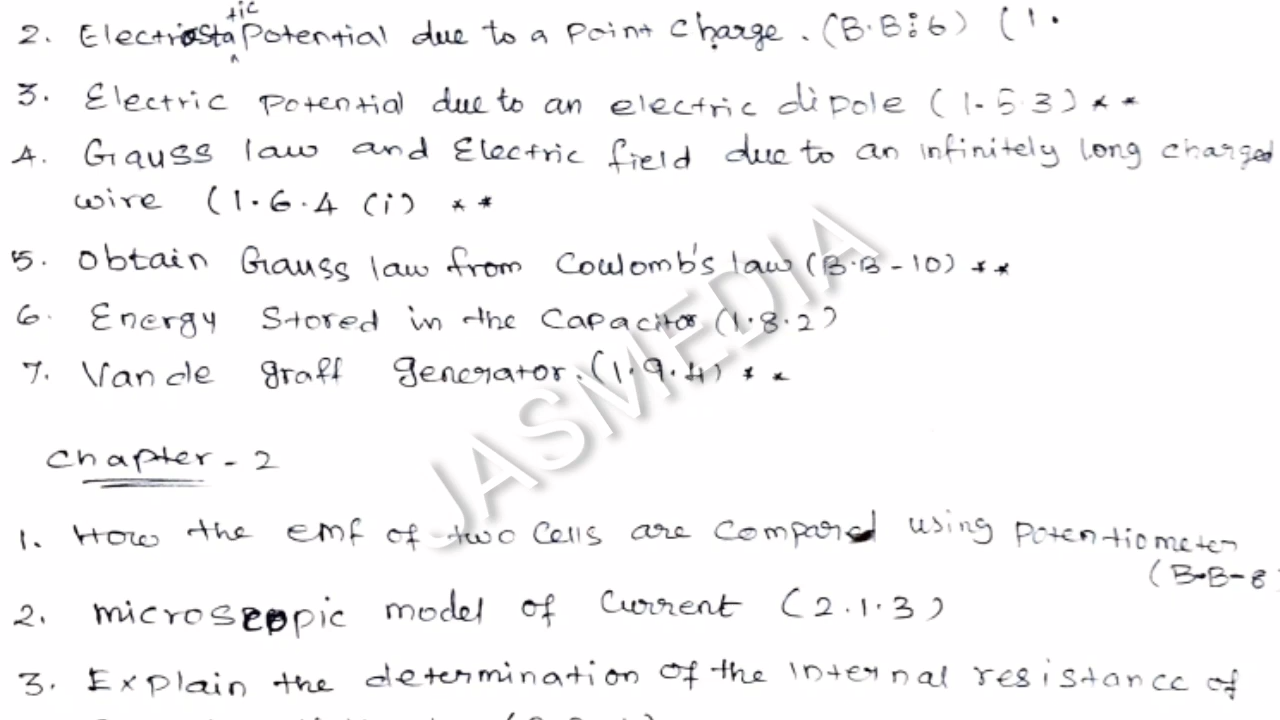 2. Electrostatic Potential due to a point charge. (B.B:6) (1.
3. Electric potential due to an electric dipole (1.5.3) **
4. Gauss law and Electric field due to an infinitely long charged
wire (1.6.4 (i) **
5. Obtain Gauss law from Coulomb's law (B.B-10) **
6. Energy Stored in the Capacitor (1.8.2)
7. Van de graff generator. (1.9.4) **
Chapter - 2
1. How the emf of two Cells are Compared using potentiometer
(B.B-8
2. microscopic model of Current (2.1.3)
3. Explain the determination of the internal resistance of
JASMEDIA